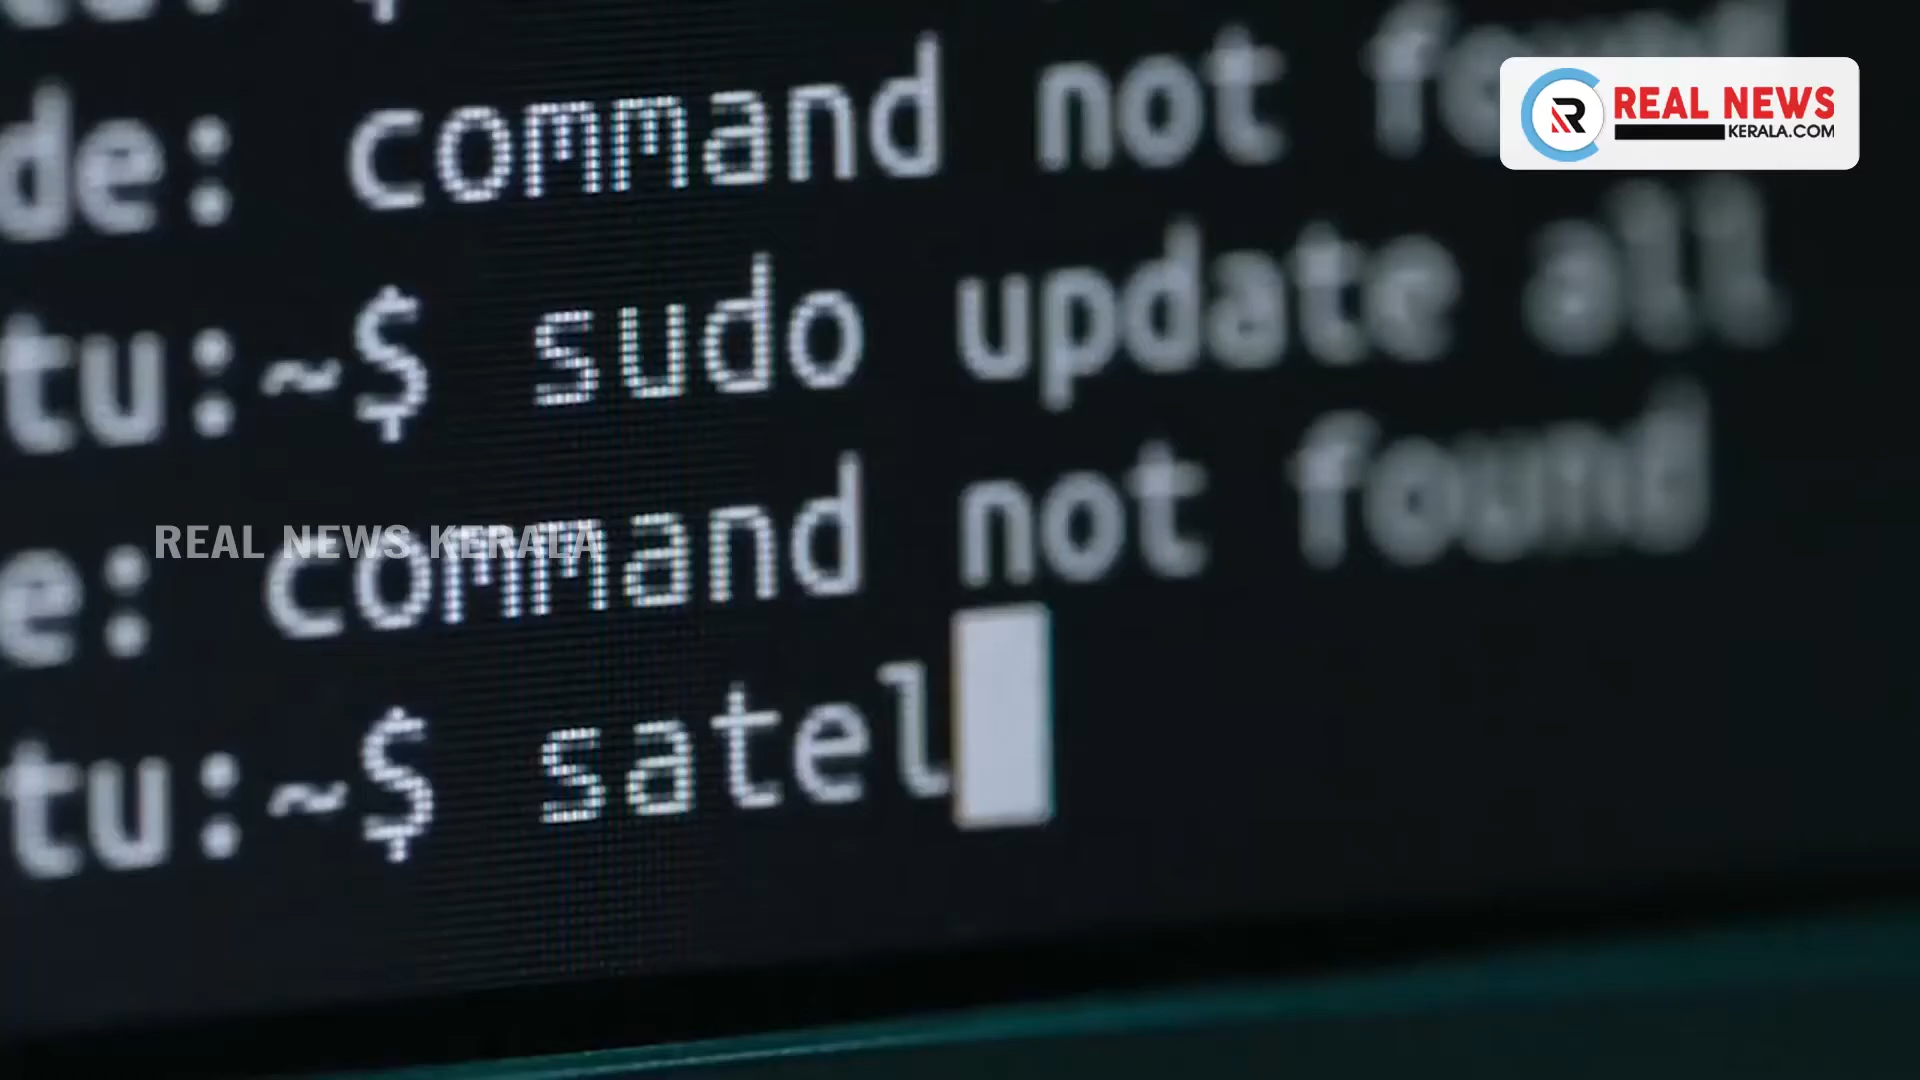 de: command not found
REAL NEWS
KERALA.COM
tu:~$ sudo update all
e: command not found
REAL NEWS KERALA
tu:~$ satel